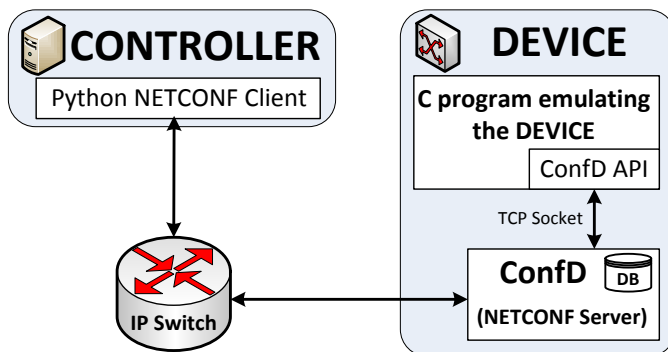 CONTROLLER
Python NETCONF Client
DEVICE
C program emulating
the DEVICE
ConfD API
TCP Socket
ConfD
DB
(NETCONF Server)
IP Switch